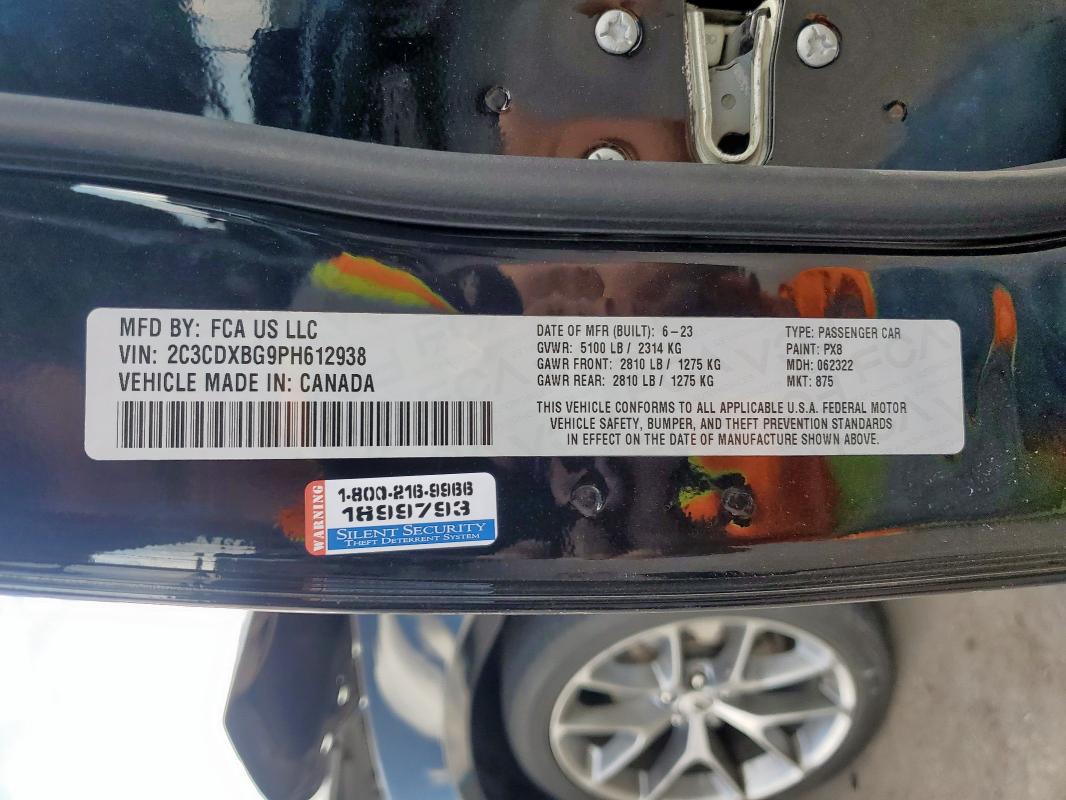 MFD BY: FCA US LLC
VIN: 2C3CDXBG9PH612938
VEHICLE MADE IN: CANADA
DATE OF MFR (BUILT): 6-23
GVWR: 5100 LB / 2314 KG
GAWR FRONT: 2810 LB / 1275 KG
GAWR REAR: 2810 LB / 1275 KG
TYPE: PASSENGER CAR
PAINT: PX8
MDH: 062322
MKT: 875
THIS VEHICLE CONFORMS TO ALL APPLICABLE U.S.A. FEDERAL MOTOR
VEHICLE SAFETY, BUMPER, AND THEFT PREVENTION STANDARDS
IN EFFECT ON THE DATE OF MANUFACTURE SHOWN ABOVE.
WARNING
1-800-216-9966
1899793
SILENT SECURITY
THEFT DETERRENT SYSTEM